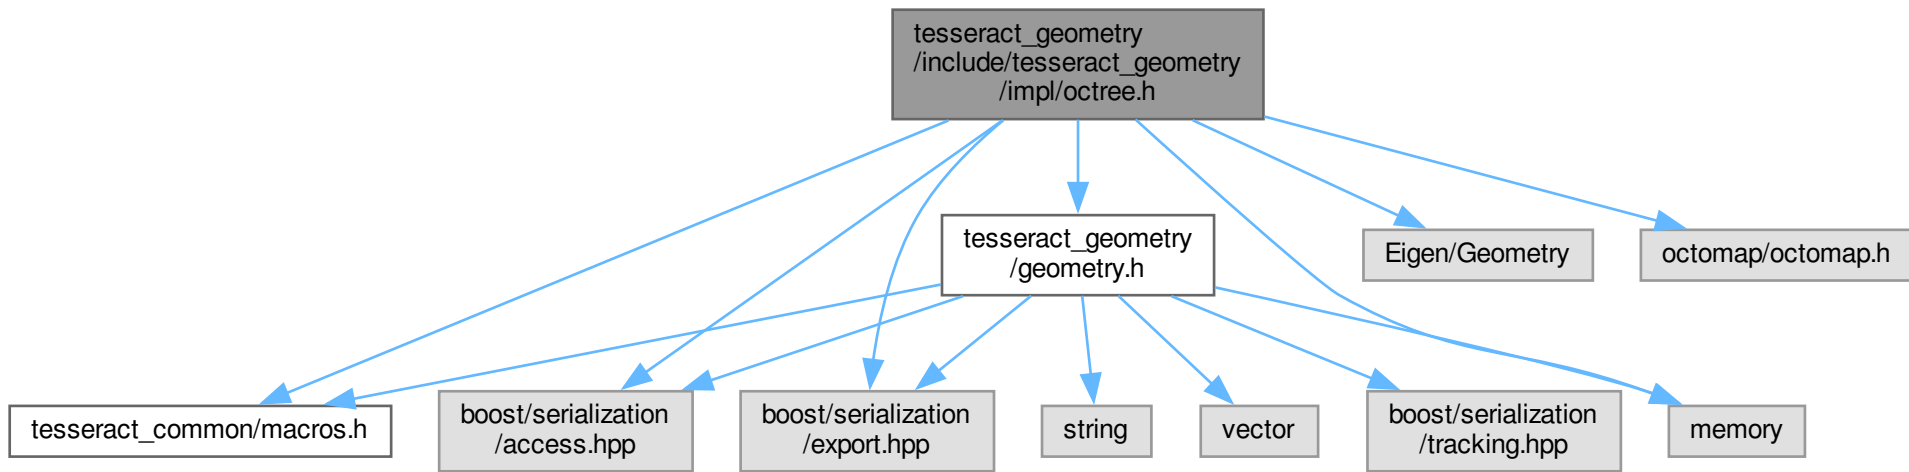 tesseract_geometry
/include/tesseract_geometry
/impl/octree.h
tesseract_geometry
/geometry.h
Eigen/Geometry
octomap/octomap.h
tesseract_common/macros.h
boost/serialization
/access.hpp
boost/serialization
/export.hpp
string
vector
boost/serialization
/tracking.hpp
memory